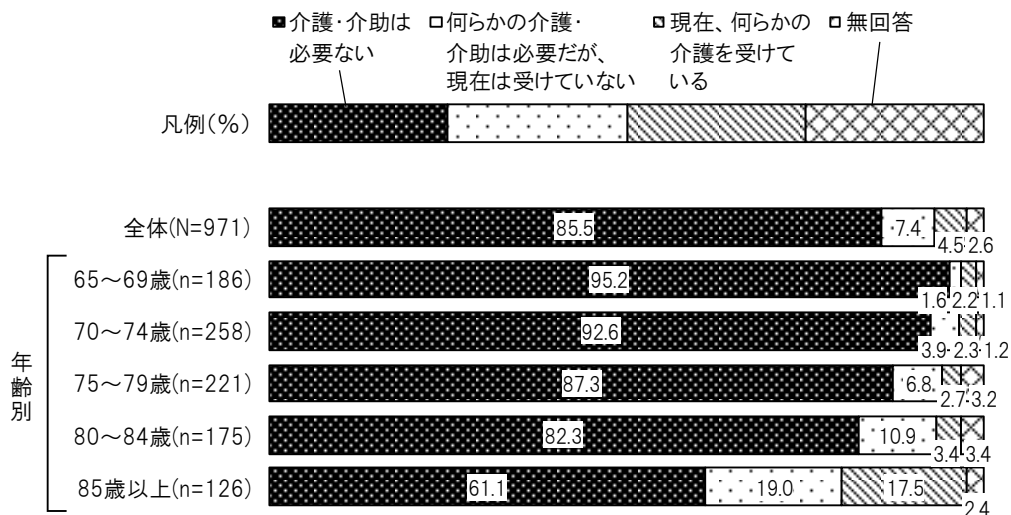 ■介護・介助は必要ない
□何らかの介護・介助は必要だが、現在は受けていない
現在、何らかの介護を受けている
無回答
凡例(%)
全体(N=971) 85.5 7.4 4.5 2.6
年齢別
65～69歳(n=186) 95.2 1.6 2.2 1.1
70～74歳(n=258) 92.6 3.9 2.3 1.2
75～79歳(n=221) 87.3 6.8 2.7 3.2
80～84歳(n=175) 82.3 10.9 3.4 3.4
85歳以上(n=126) 61.1 19.0 17.5 2.4